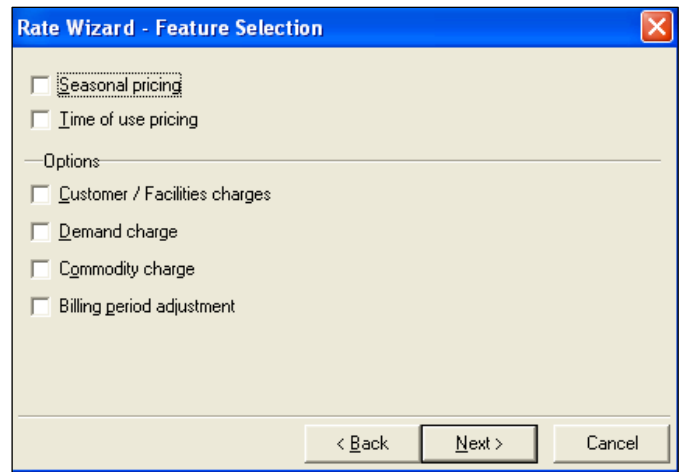 Rate Wizard - Feature Selection
Seasonal pricing
Time of use pricing
Options
Customer / Facilities charges
Demand charge
Commodity charge
Billing period adjustment
< Back Next > Cancel